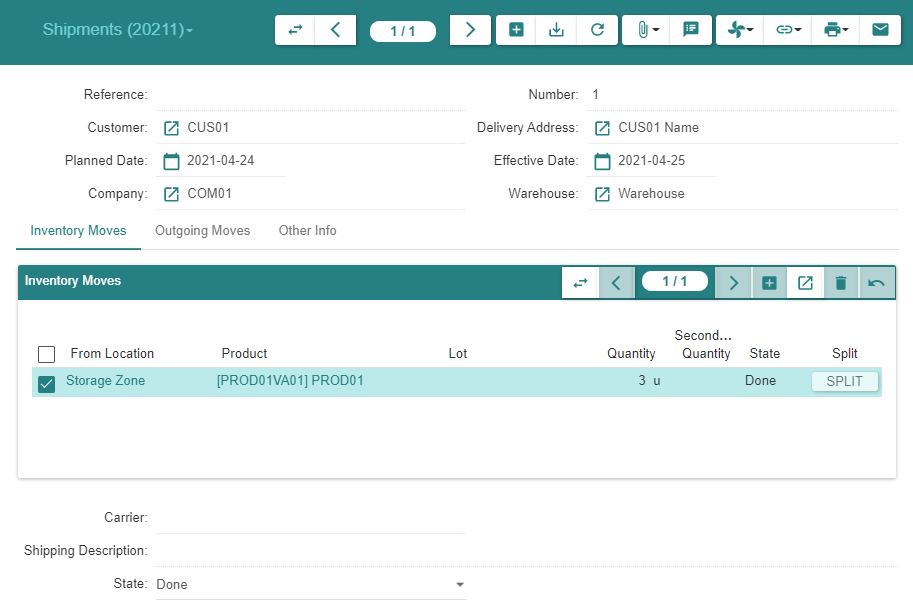 Shipments (20211)
1 / 1
Reference:
Number: 1
Customer: CUS01
Delivery Address: CUS01 Name
Planned Date: 2021-04-24
Effective Date: 2021-04-25
Company: COM01
Warehouse: Warehouse
Inventory Moves Outgoing Moves Other Info
Inventory Moves
1 / 1
From Location Product Lot Quantity Second... Quantity State Split
Storage Zone [PROD01VA01] PROD01 3 u Done SPLIT
Carrier:
Shipping Description:
State: Done